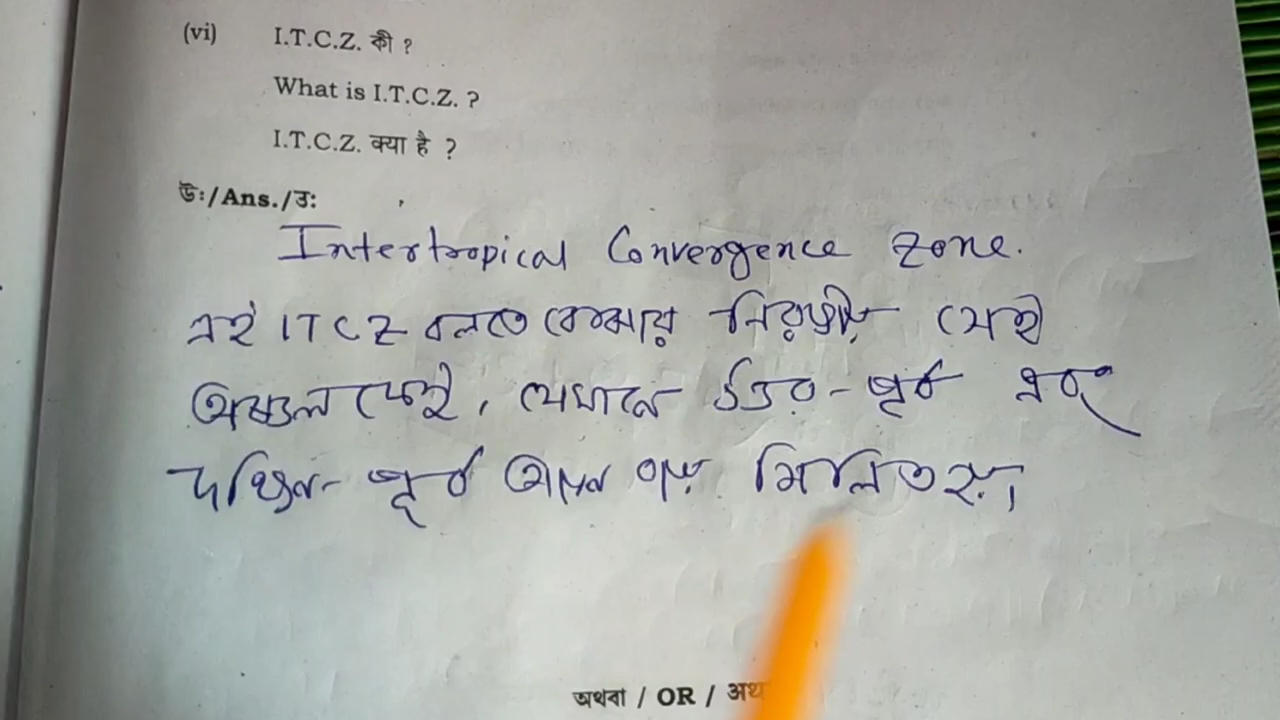 (vi) I.T.C.Z. की ?
What is I.T.C.Z. ?
I.T.C.Z. क्या है ?
উঃ/Ans./उ:
Intertropical Convergence Zone.
এই ITCZ বলতে বোঝায় নিরক্ষীয় সেই
অঞ্চলকেই, যেখানে উত্তর-পূর্ব এবং
দক্ষিন-পূর্ব আয়ন বায়ু মিলিত হয়।
অথবা / OR / अथ